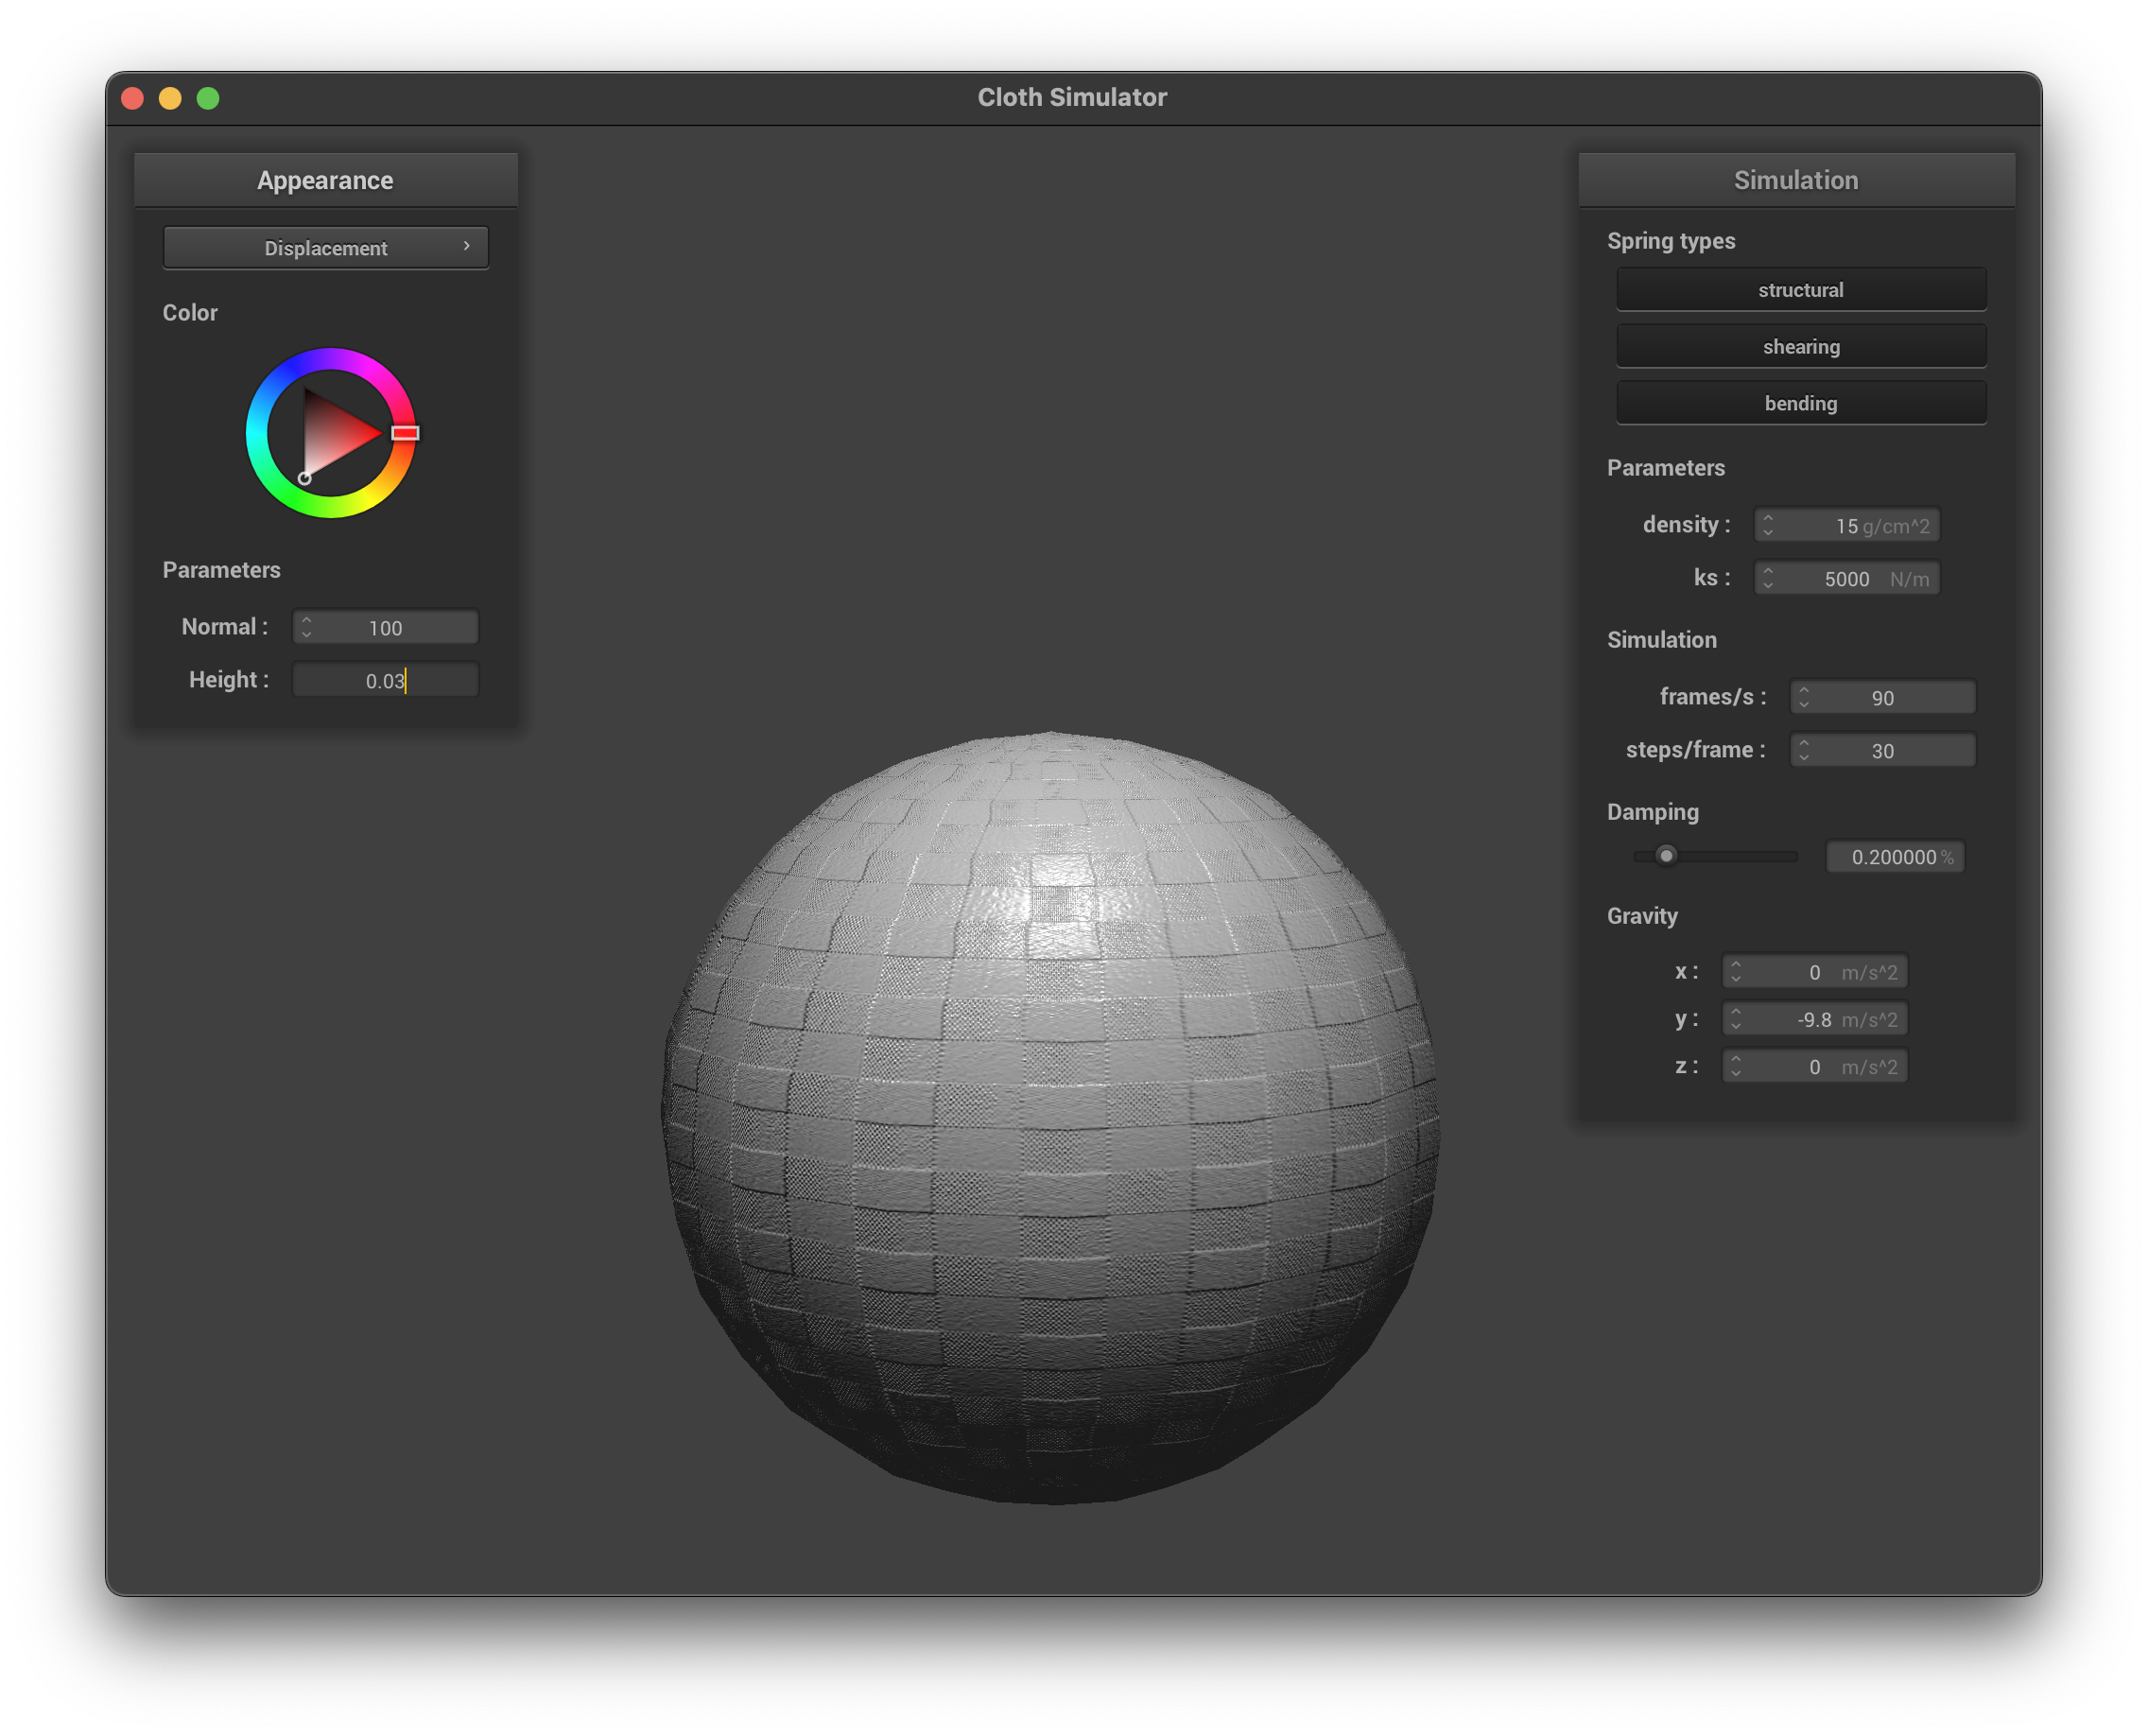 Cloth Simulator
Appearance
Displacement
Color
Parameters
Normal : 100
Height : 0.03
Simulation
Spring types
structural
shearing
bending
Parameters
density : 15 g/cm^2
ks : 5000 N/m
Simulation
frames/s : 90
steps/frame : 30
Damping
0.200000 %
Gravity
x : 0 m/s^2
y : -9.8 m/s^2
z : 0 m/s^2